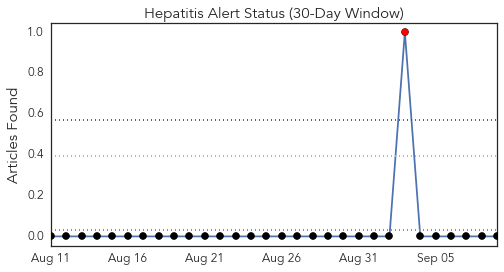 Hepatitis Alert Status (30-Day Window)
1.0
0.8
0.6
0.4
0.2
0.0
Articles Found
Aug 11 Aug 16 Aug 21 Aug 26 Aug 31 Sep 05